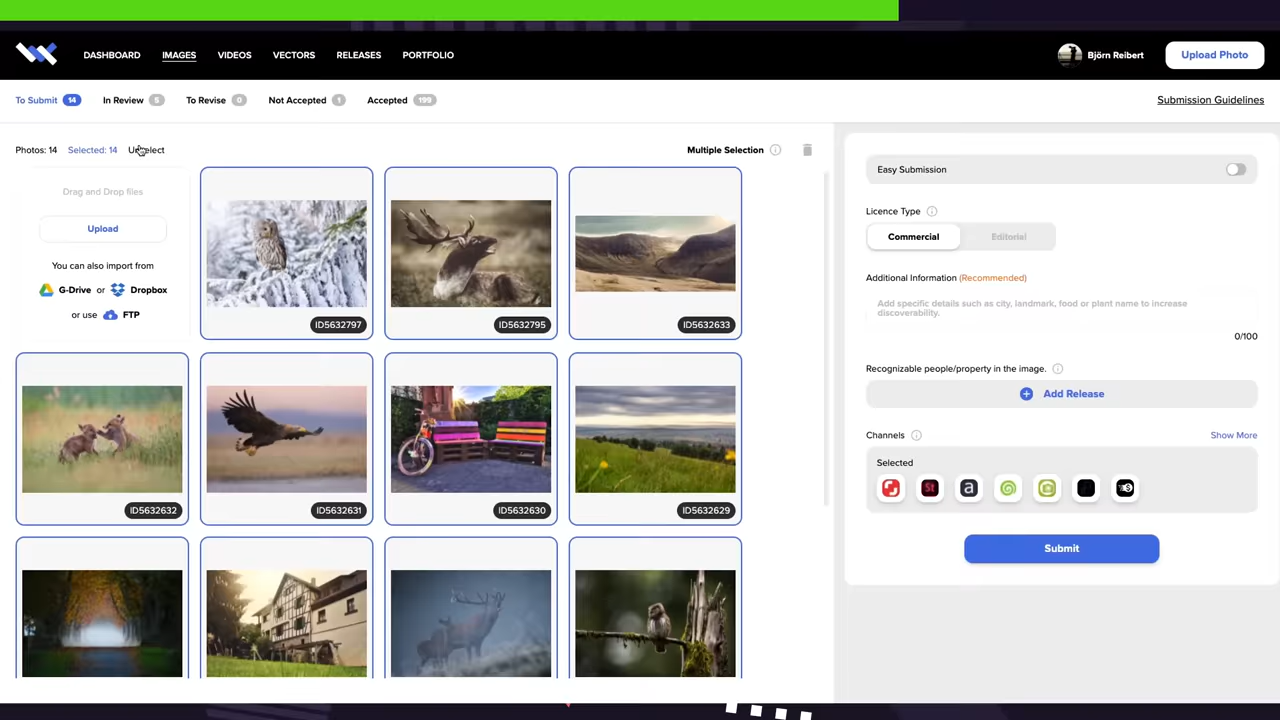 DASHBOARD IMAGES VIDEOS VECTORS RELEASES PORTFOLIO Björn Reibert Upload Photo
To Submit 14 In Review 5 To Revise 0 Not Accepted 1 Accepted 199 Submission Guidelines
Photos: 14 Selected: 14 Unselect Multiple Selection
Drag and Drop files
Upload
You can also import from
G-Drive or Dropbox
or use FTP
ID5632797
ID5632795
ID5632633
ID5632632
ID5632631
ID5632630
ID5632629
Easy Submission
Licence Type
Commercial Editorial
Additional Information (Recommended)
Add specific details such as city, landmark, food or plant name to increase
discoverability.
0/100
Recognizable people/property in the image.
Add Release
Channels Show More
Selected
St a
Submit